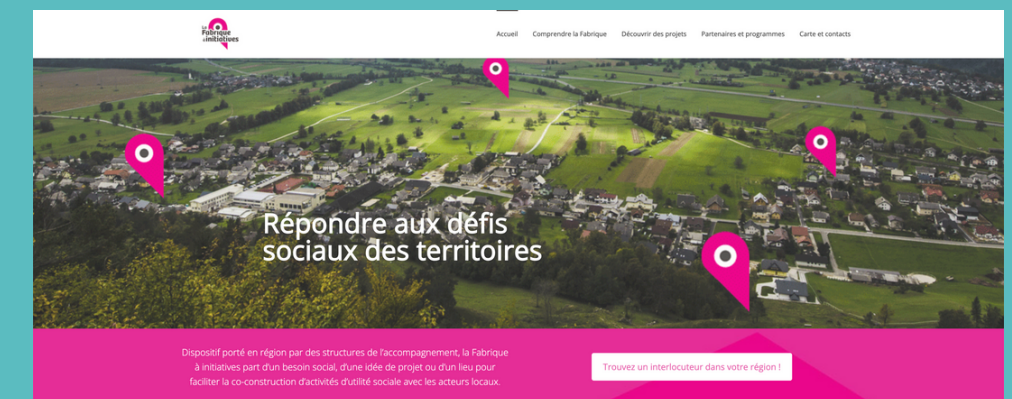 La
Fabrique
à initiatives
Accueil Comprendre la Fabrique Découvrir des projets Partenaires et programmes Carte et contacts
Répondre aux défis
sociaux des territoires
Dispositif porté en région par des structures de l'accompagnement, la Fabrique
à initiatives part d'un besoin social, d'une idée de projet ou d'un lieu pour
faciliter la co-construction d'activités d'utilité sociale avec les acteurs locaux.
Trouvez un interlocuteur dans votre région !